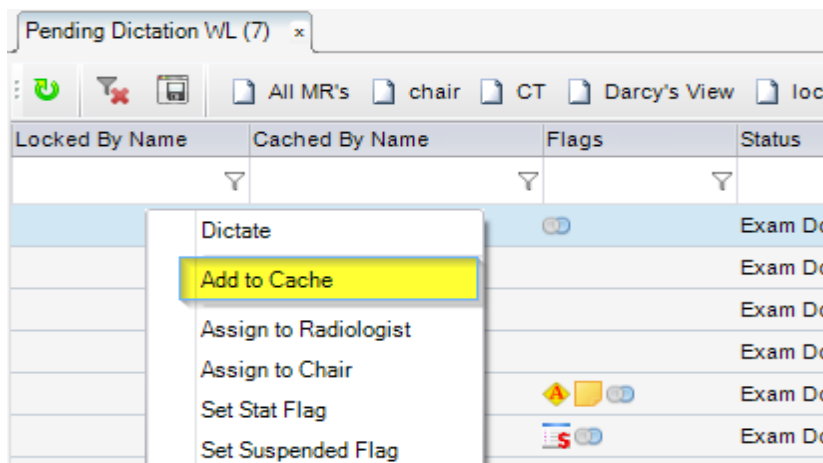 Pending Dictation WL (7) x
All MR's chair CT Darcy's View loc
Locked By Name Cached By Name Flags Status
Dictate
Exam Do
Add to Cache
Exam Do
Exam Do
Assign to Radiologist
Exam Do
Assign to Chair
A
Exam Do
Set Stat Flag
$
Exam Do
Set Suspended Flag